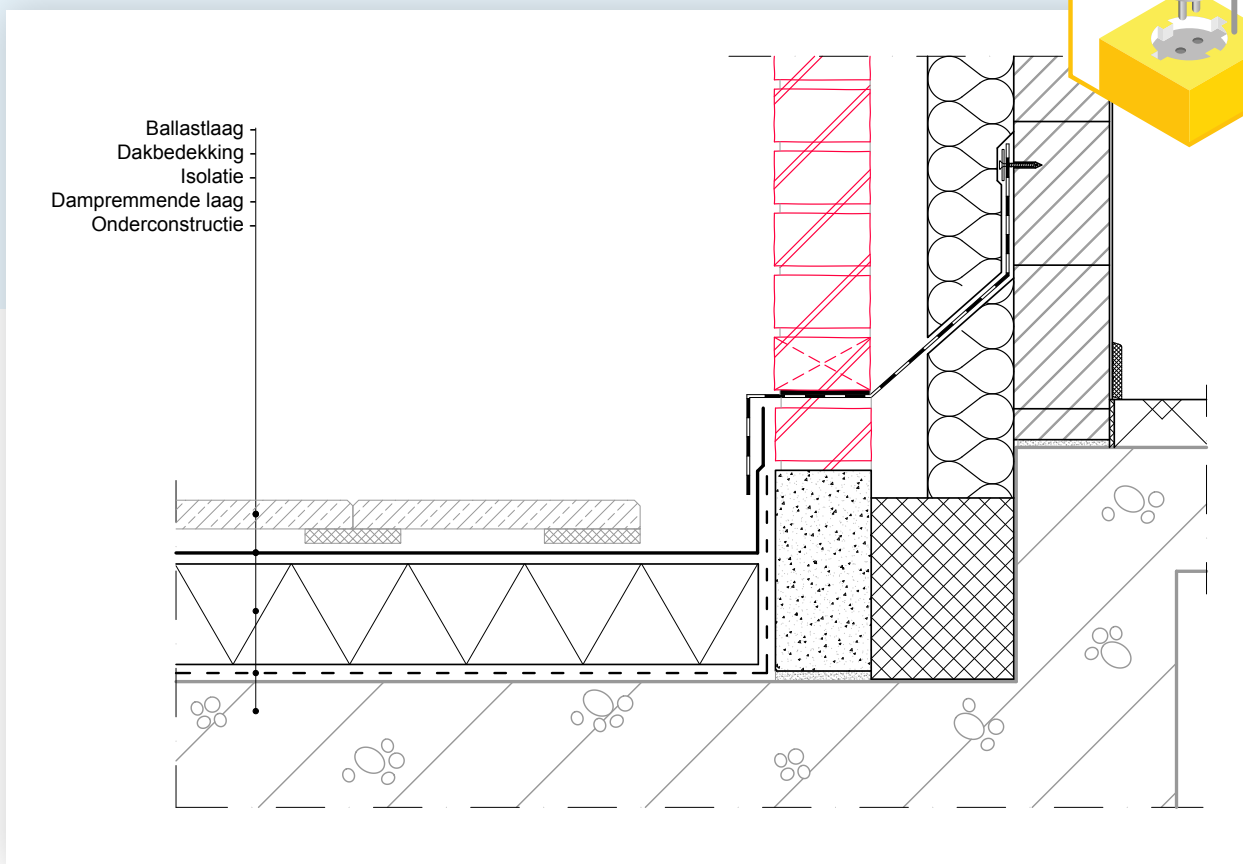 Ballastlaag
Dakbedekking
Isolatie
Dampremmende laag
Onderconstructie